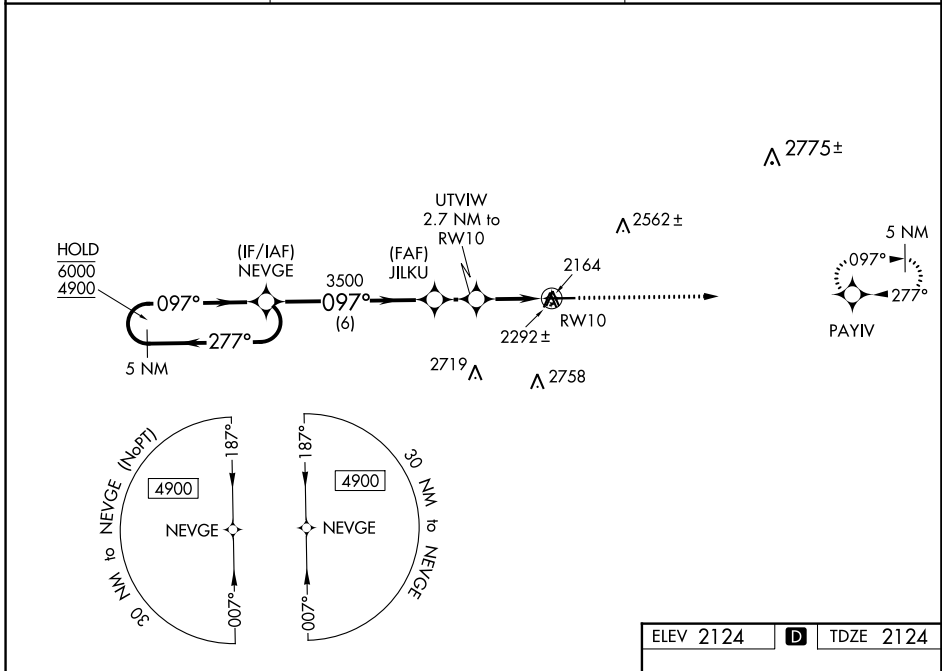 2775±
UTVIW
2.7 NM to
RW10
2562±
5 NM
HOLD
6000
4900
(IF/IAF)
NEVGE
(FAF)
JILKU
2164
097°
277°
PAYIV
097°
3500
097°
(6)
277°
5 NM
RW10
2292±
2719
2758
30 NM to NEVGE (NoPT)
4900
187°
NEVGE
007°
187°
4900
NEVGE
007°
30 NM to NEVGE
ELEV 2124 D TDZE 2124